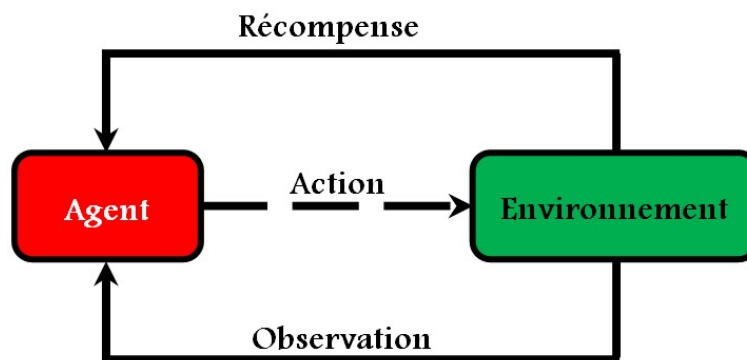 Récompense
Action
Agent
Environnement
Observation